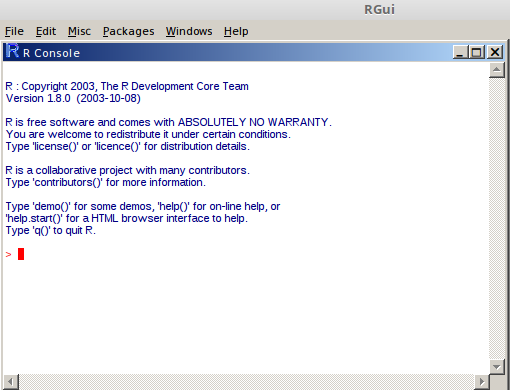 RGui
File Edit Misc Packages Windows Help
R R Console
R : Copyright 2003, The R Development Core Team
Version 1.8.0 (2003-10-08)
R is free software and comes with ABSOLUTELY NO WARRANTY.
You are welcome to redistribute it under certain conditions.
Type 'license()' or 'licence()' for distribution details.
R is a collaborative project with many contributors.
Type 'contributors()' for more information.
Type 'demo()' for some demos, 'help()' for on-line help, or
'help.start()' for a HTML browser interface to help.
Type 'q()' to quit R.
>